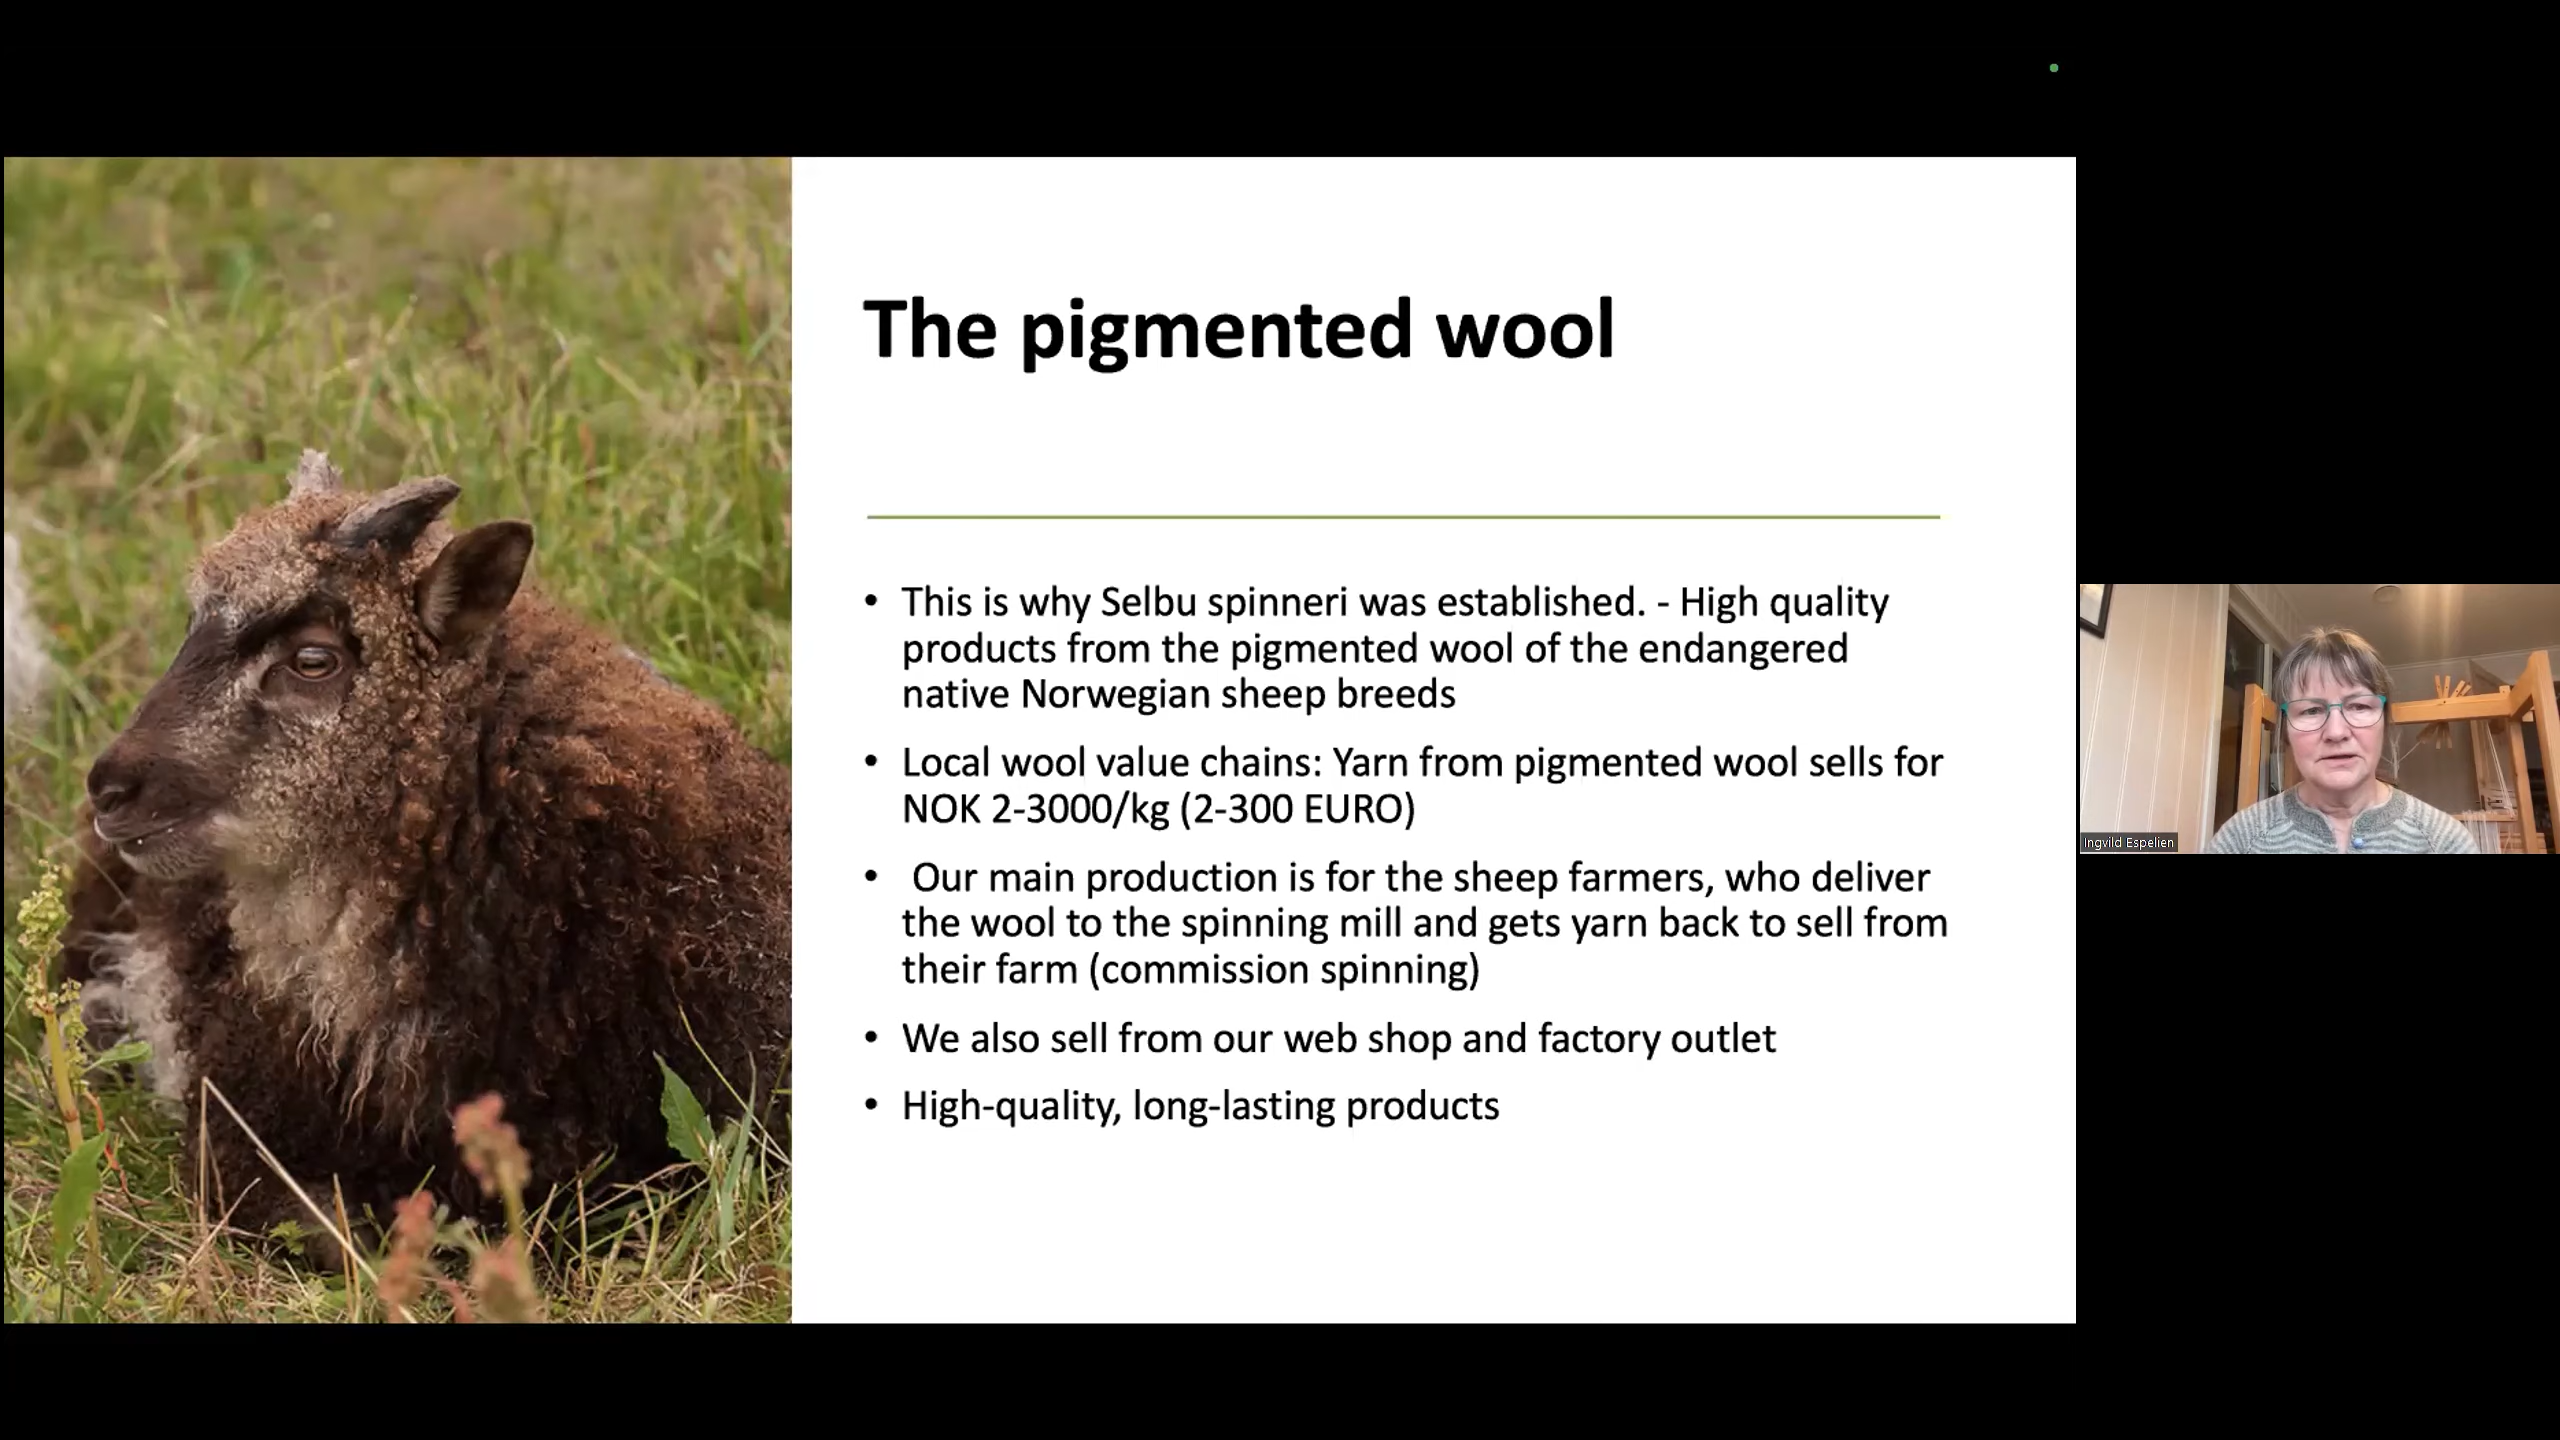 The pigmented wool
• This is why Selbu spinneri was established. - High quality
products from the pigmented wool of the endangered
native Norwegian sheep breeds
• Local wool value chains: Yarn from pigmented wool sells for
NOK 2-3000/kg (2-300 EURO)
• Our main production is for the sheep farmers, who deliver
the wool to the spinning mill and gets yarn back to sell from
their farm (commission spinning)
• We also sell from our web shop and factory outlet
• High-quality, long-lasting products
Ingvild Espelien